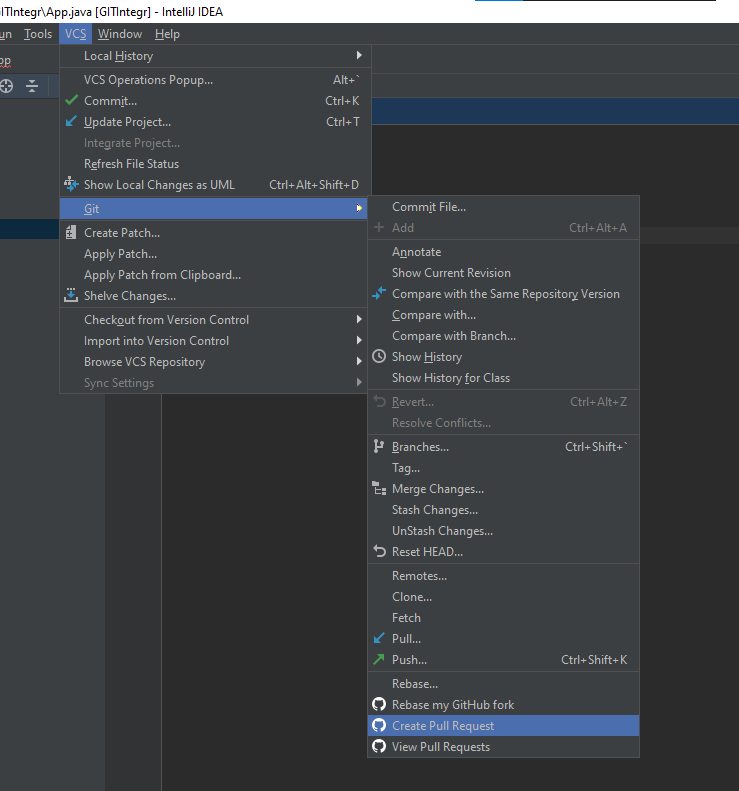 GITIntegr\App.java [GITIntegr] - IntelliJ IDEA
Tools VCS Window Help
Local History
VCS Operations Popup... Alt+`
Commit... Ctrl+K
Update Project... Ctrl+T
Integrate Project...
Refresh File Status
Show Local Changes as UML Ctrl+Alt+Shift+D
Git
Create Patch...
Apply Patch...
Apply Patch from Clipboard...
Shelve Changes...
Checkout from Version Control
Import into Version Control
Browse VCS Repository
Sync Settings
Commit File...
Add Ctrl+Alt+A
Annotate
Show Current Revision
Compare with the Same Repository Version
Compare with...
Compare with Branch...
Show History
Show History for Class
Revert... Ctrl+Alt+Z
Resolve Conflicts...
Branches... Ctrl+Shift+`
Tag...
Merge Changes...
Stash Changes...
UnStash Changes...
Reset HEAD...
Remotes...
Clone...
Fetch
Pull...
Push... Ctrl+Shift+K
Rebase...
Rebase my GitHub fork
Create Pull Request
View Pull Requests